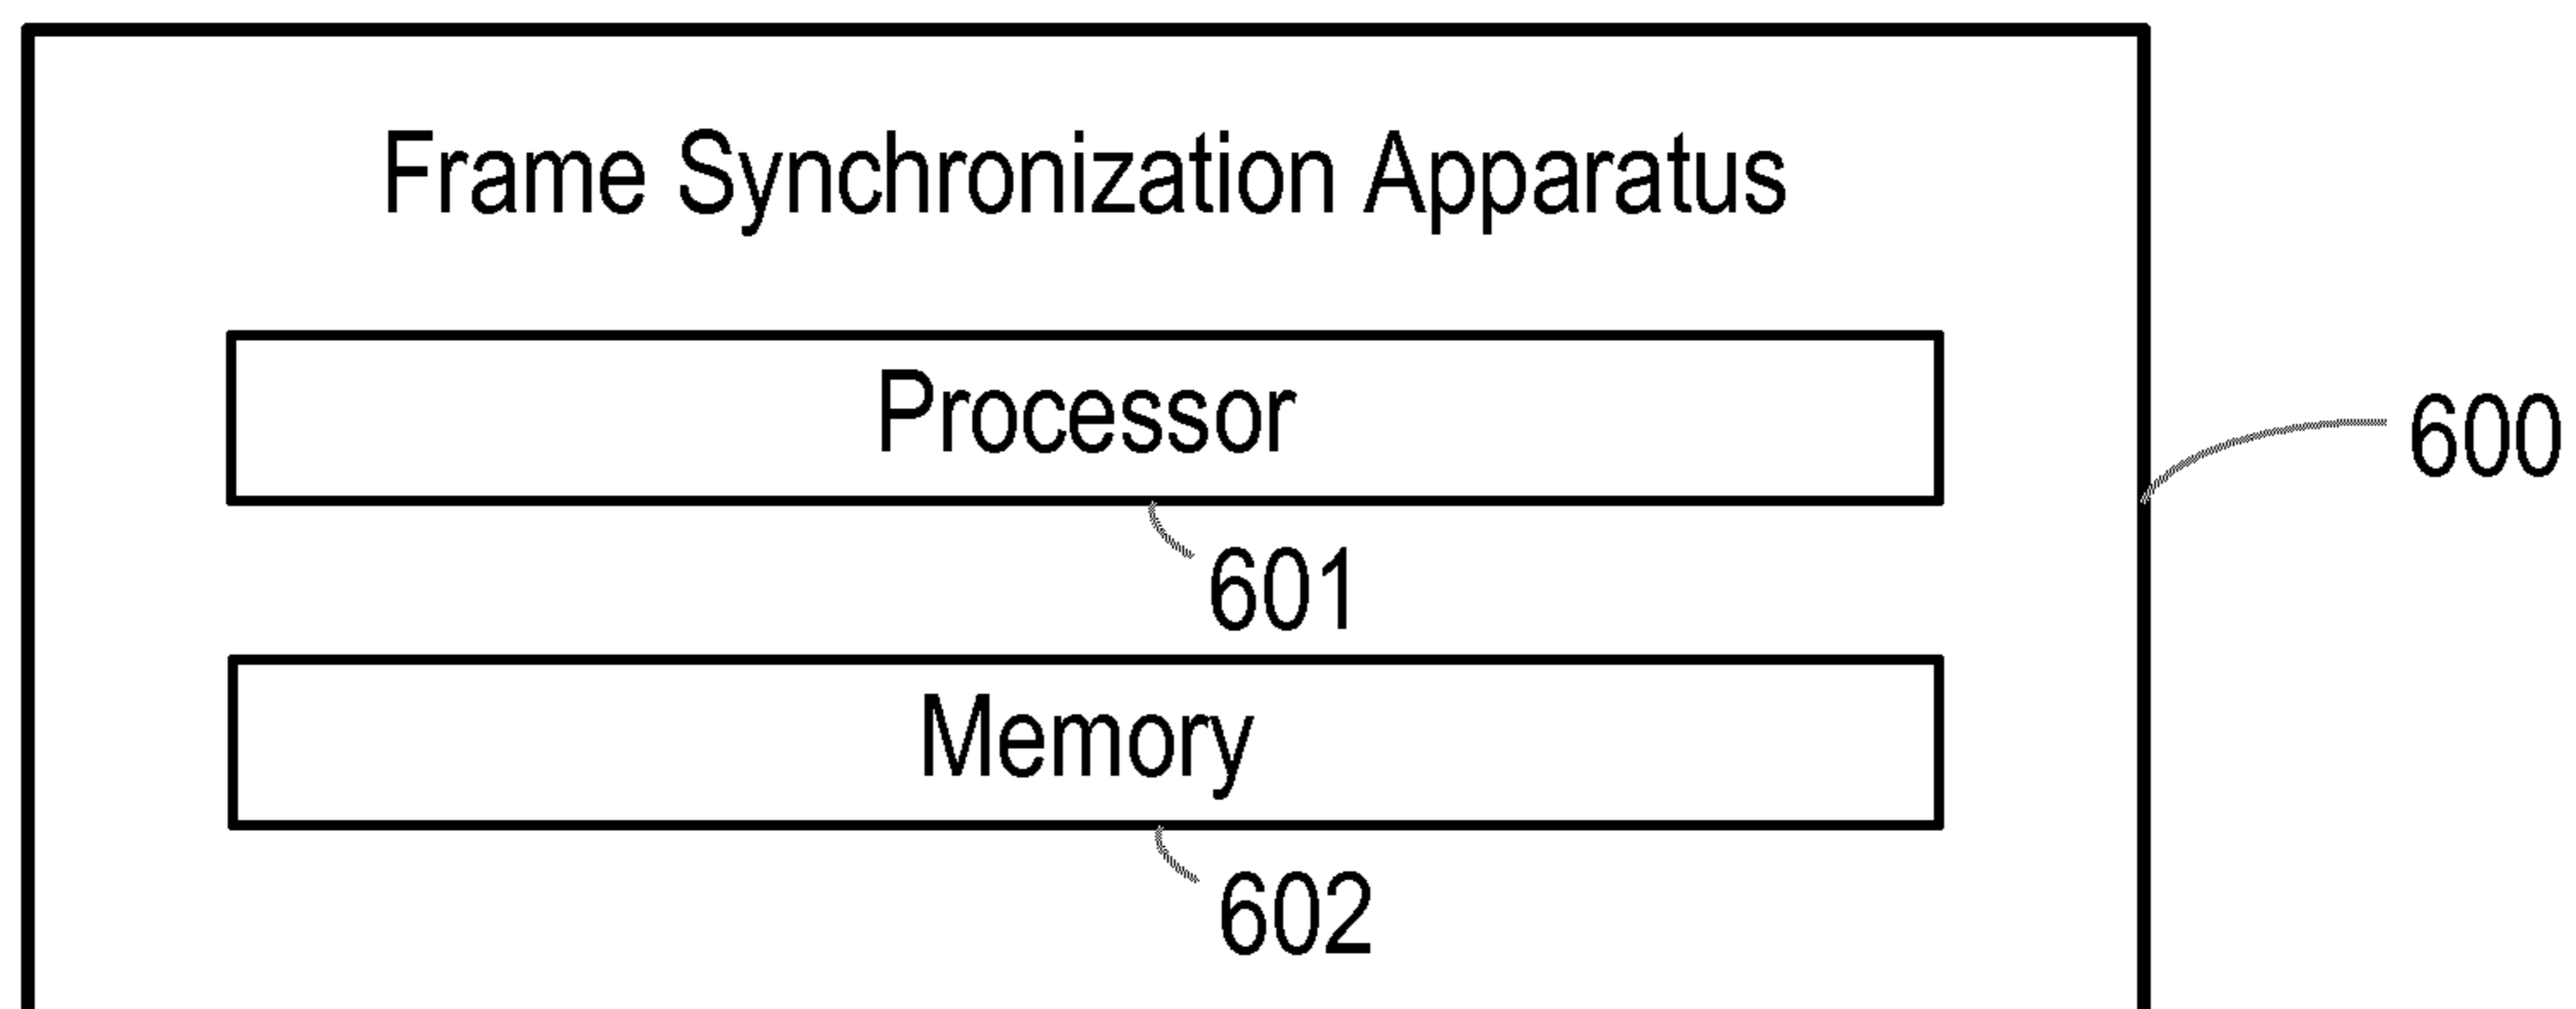 Frame Synchronization Apparatus
Processor
600
601
Memory
602